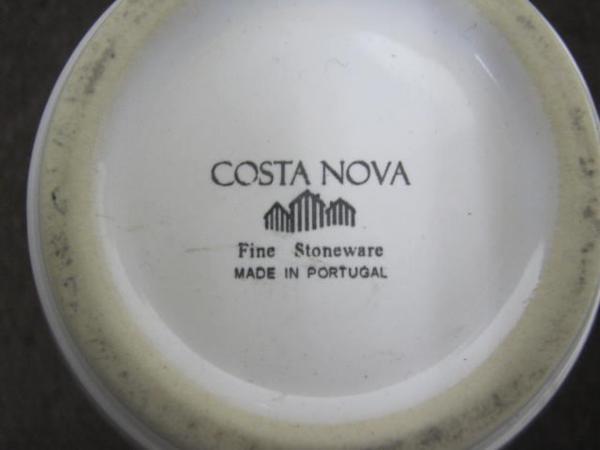 COSTA NOVA
Fine Stoneware
MADE IN PORTUGAL